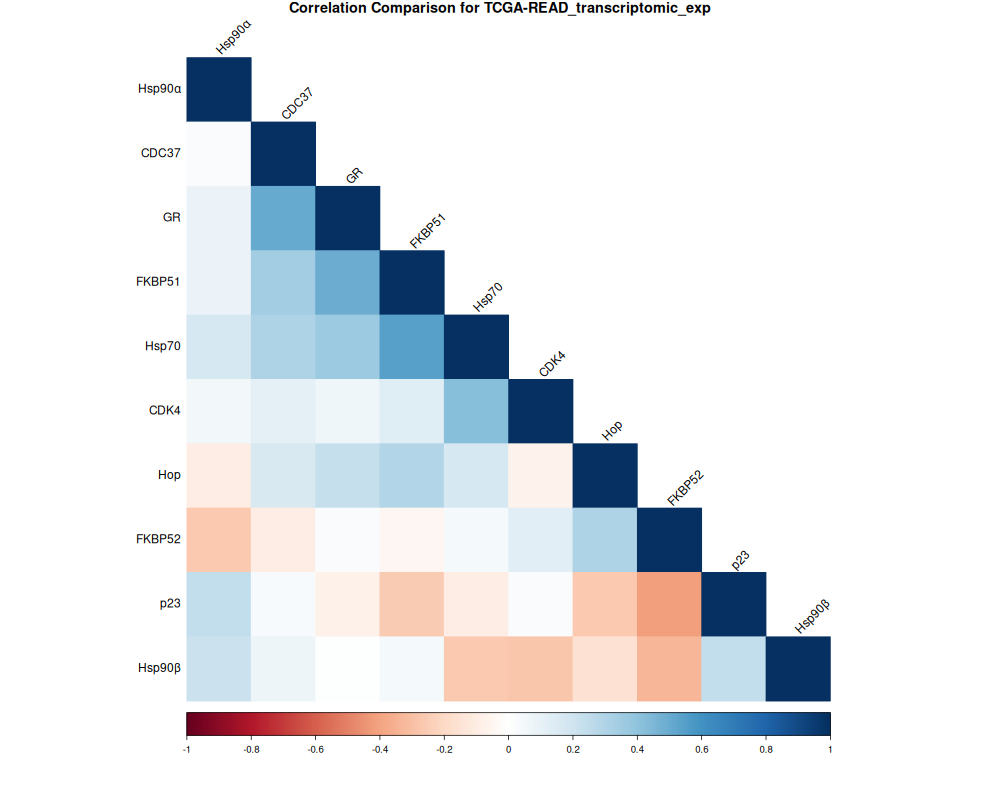 Correlation Comparison for TCGA-READ_transcriptomic_exp
Hsp90α
Hsp90α
CDC37
CDC37
GR
GR
FKBP51
FKBP51
Hsp70
Hsp70
CDK4
CDK4
Hop
Hop
FKBP52
FKBP52
p23
p23
Hsp90β
Hsp90β
-1 -0.8 -0.6 -0.4 -0.2 0 0.2 0.4 0.6 0.8 1